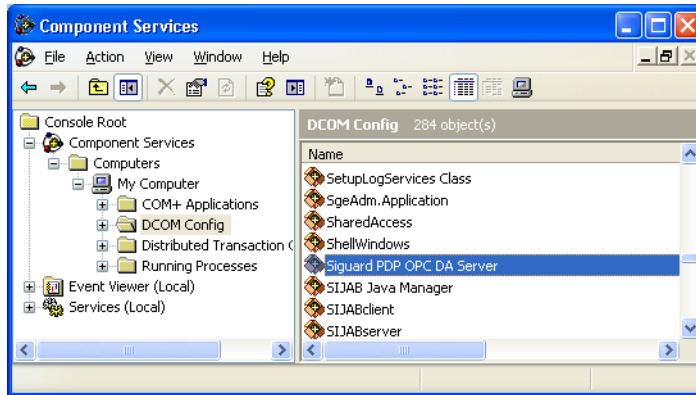 Component Services
File Action View Window Help
Console Root
Component Services
Computers
My Computer
COM+ Applications
DCOM Config
Distributed Transaction
Running Processes
Event Viewer (Local)
Services (Local)
DCOM Config 284 object(s)
Name
SetupLogServices Class
SgeAdm.Application
SharedAccess
ShellWindows
Siguard PDP OPC DA Server
SIJAB Java Manager
SIJABclient
SIJABserver